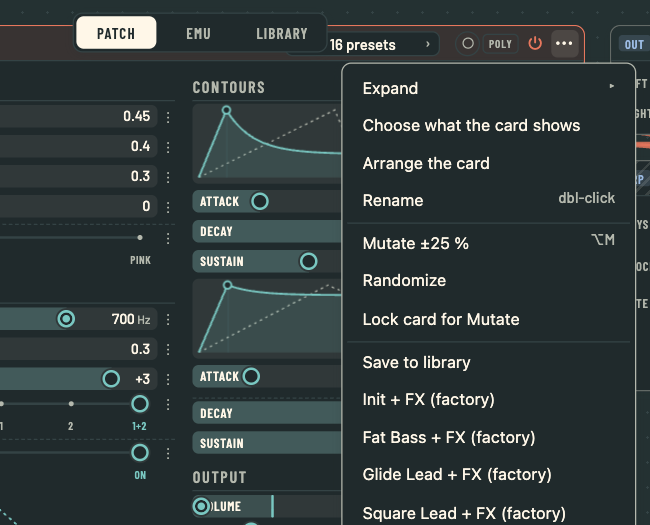 PATCH EMU LIBRARY
16 presets › POLY ••• OUT
CONTOURS
0.45
0.4
0.3
0
PINK
700 Hz
0.3
+3
1 2 1+2
ON
ATTACK
DECAY
SUSTAIN
ATTACK
DECAY
SUSTAIN
OUTPUT
Expand ▸
Choose what the card shows
Arrange the card
Rename dbl-click
Mutate ±25 % ⌥M
Randomize
Lock card for Mutate
Save to library
Init + FX (factory)
Fat Bass + FX (factory)
Glide Lead + FX (factory)
Square Lead + FX (factory)